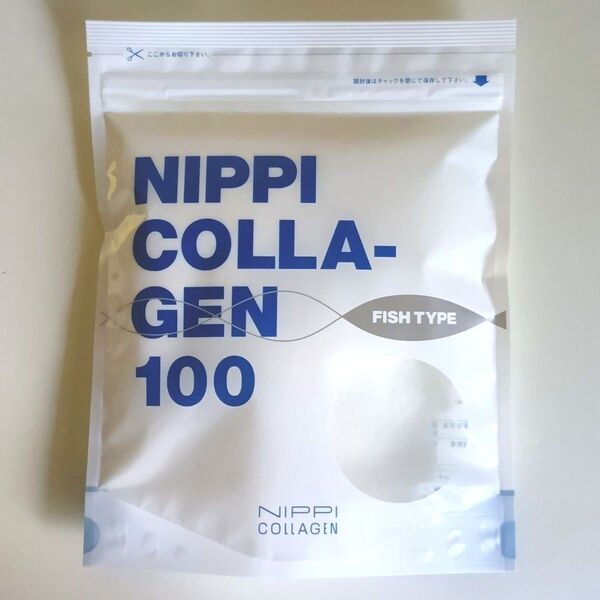 ここからお切り下さい。
開封後はチャックを閉じて保存して下さい。
NIPPI
COLLA-
GEN
FISH TYPE
100
NIPPI
COLLAGEN